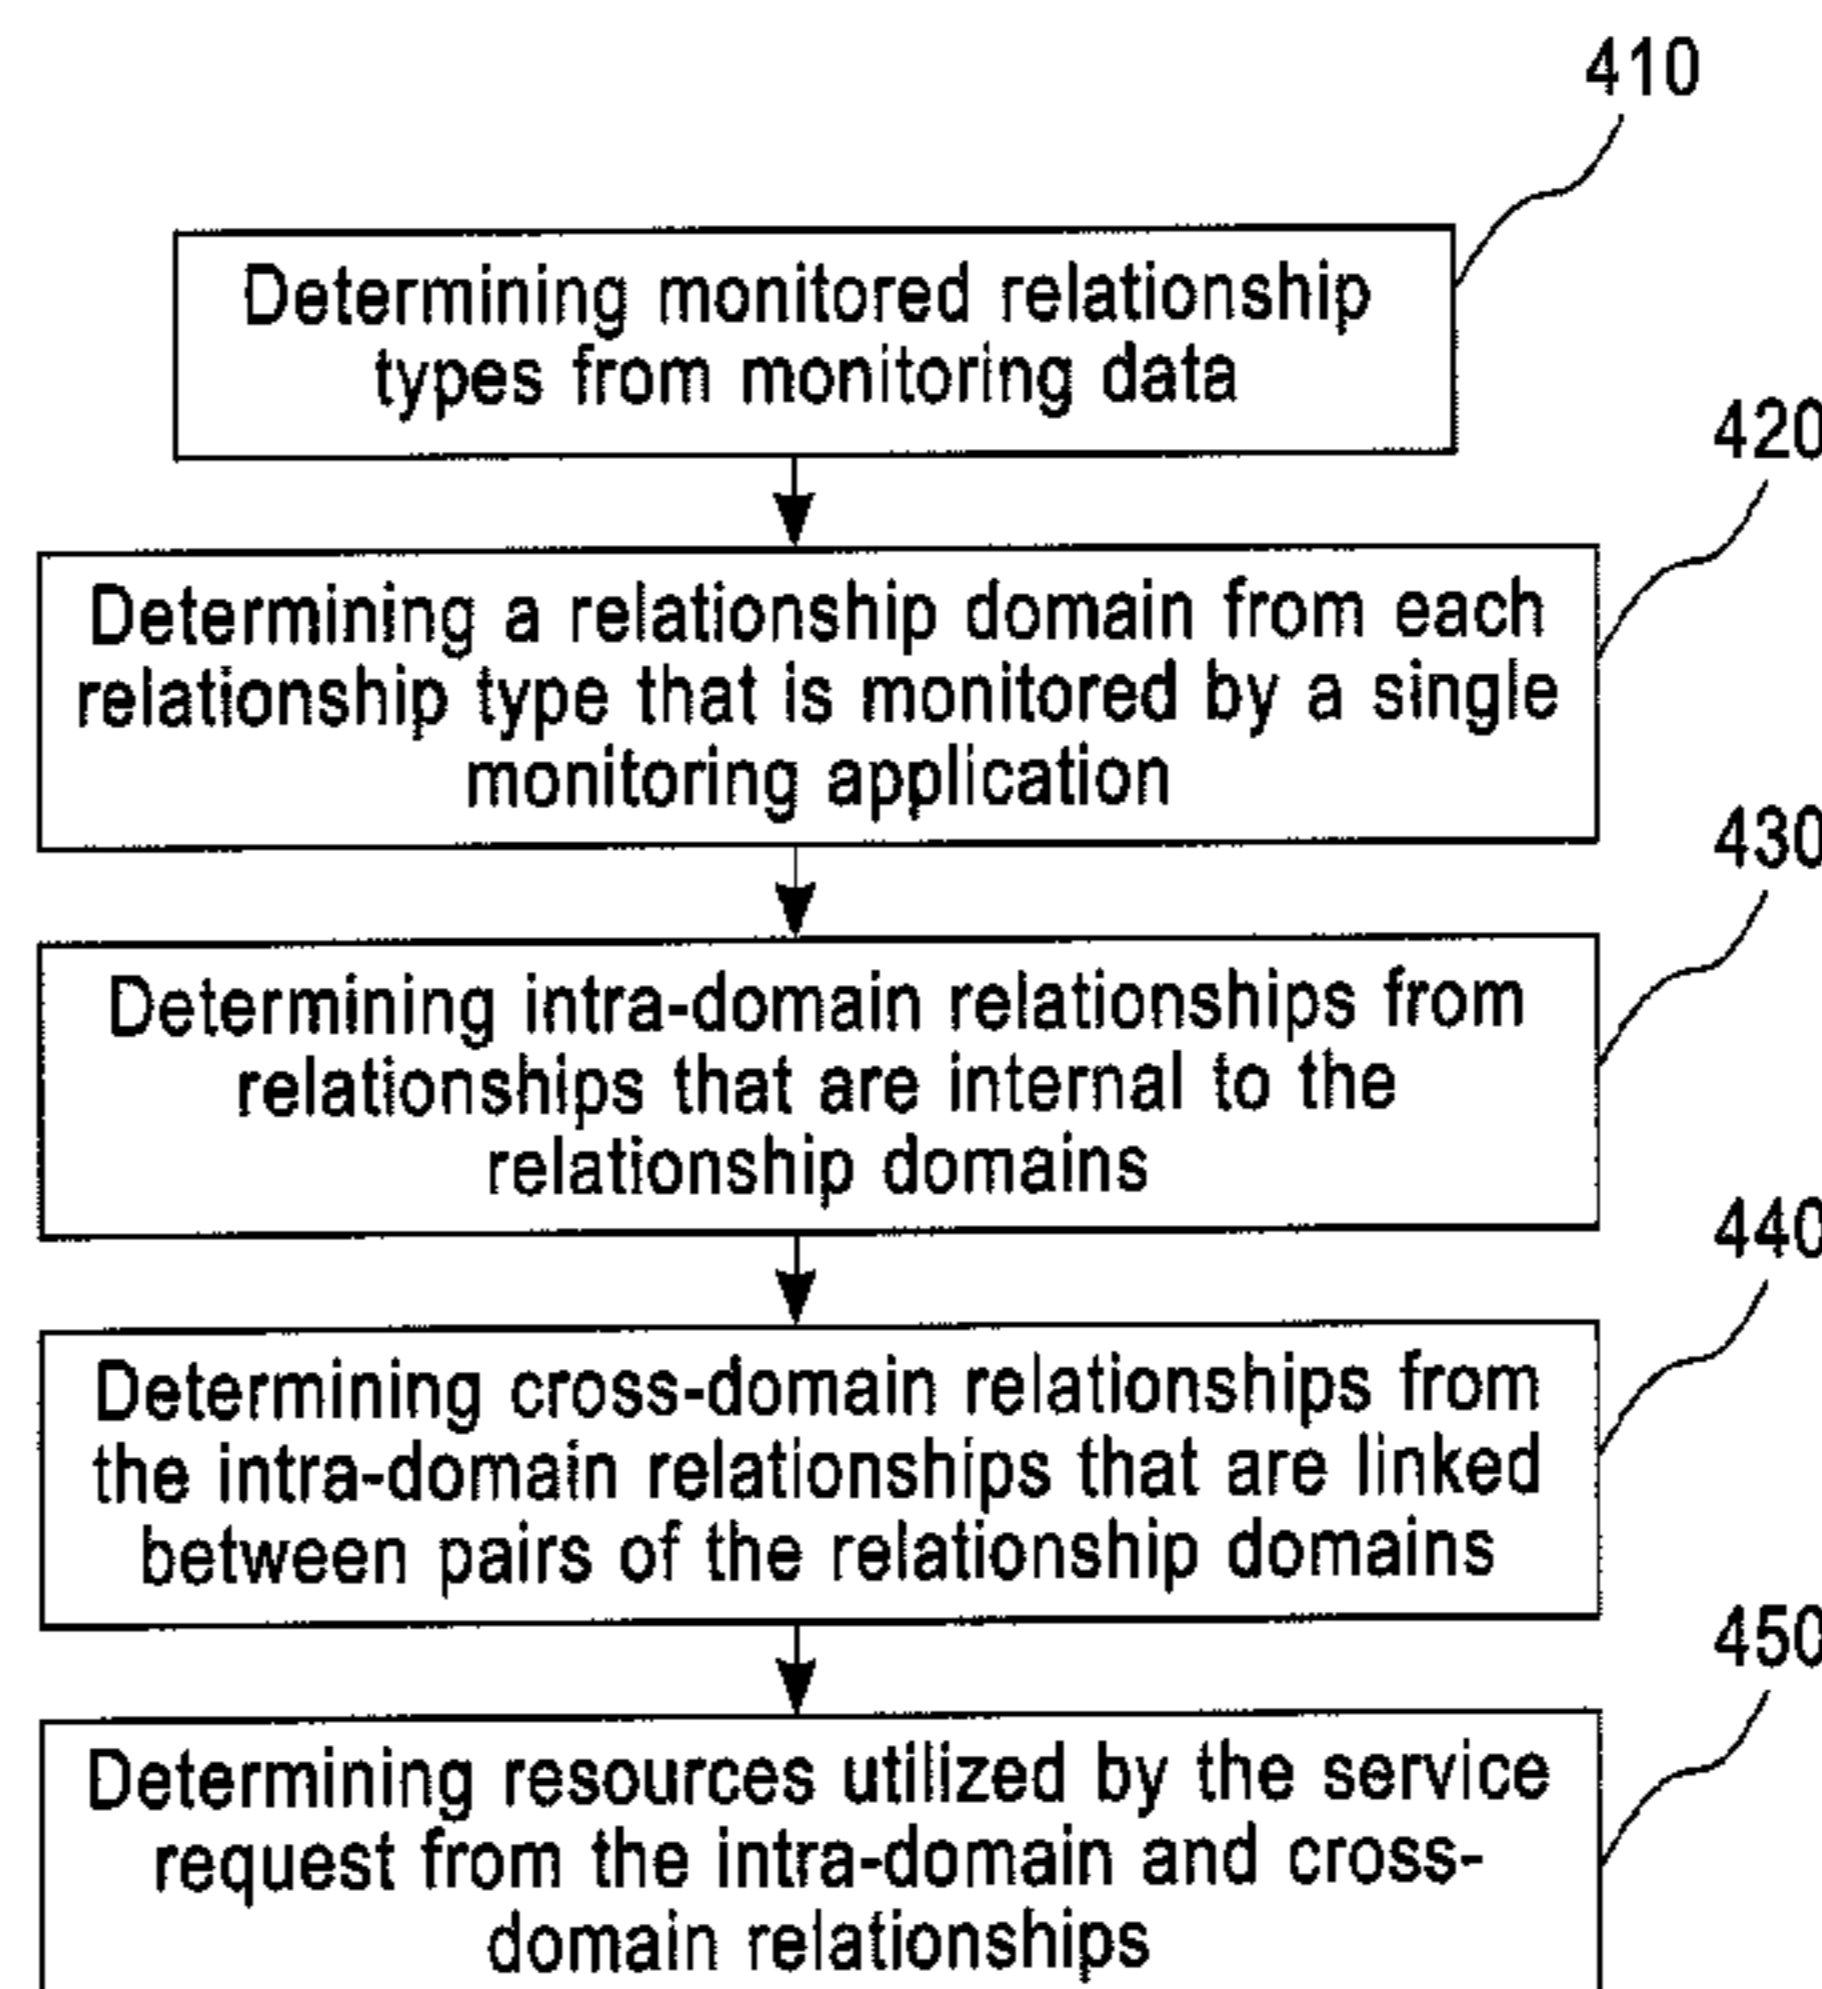 410
Determining monitored relationship
types from monitoring data
420
Determining a relationship domain from each
relationship type that is monitored by a single
monitoring application
430
Determining intra-domain relationships from
relationships that are internal to the
relationship domains
440
Determining cross-domain relationships from
the intra-domain relationships that are linked
between pairs of the relationship domains
450
Determining resources utilized by the service
request from the intra-domain and cross-
domain relationships